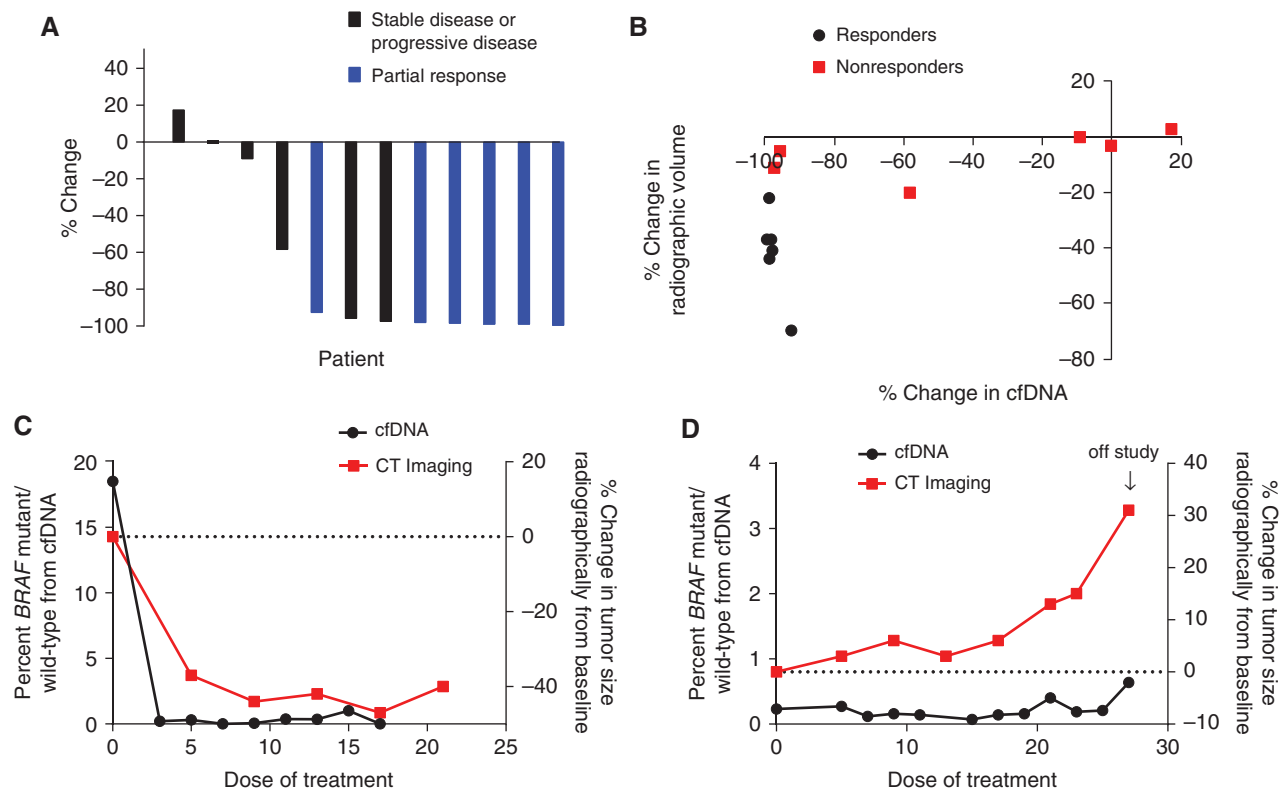 A
Stable disease or
progressive disease
Partial response
% Change
40
20
0
−20
−40
−60
−80
−100
Patient
B
Responders
Nonresponders
% Change in
radiographic volume
20
−20
−40
−60
−80
−100
−80
−60
−40
−20
20
% Change in cfDNA
C
cfDNA
CT Imaging
Percent BRAF mutant/
wild-type from cfDNA
20
15
10
5
0
20
0
−20
−40
% Change in tumor size
radiographically from baseline
0
5
10
15
20
25
Dose of treatment
D
cfDNA
CT Imaging
off study
Percent BRAF mutant/
wild-type from cfDNA
4
3
2
1
0
40
30
20
10
0
−10
% Change in tumor size
radiographically from baseline
0
10
20
30
Dose of treatment